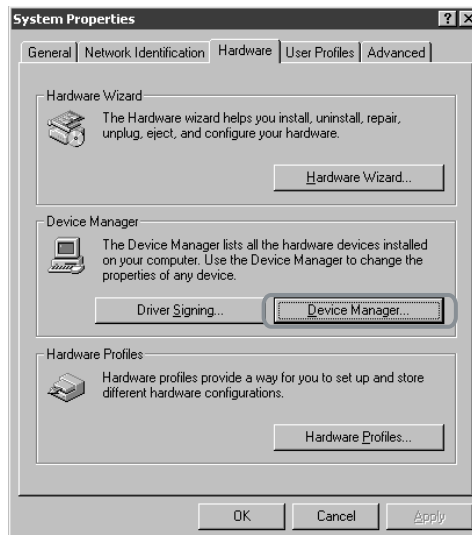 System Properties
General Network Identification Hardware User Profiles Advanced
Hardware Wizard
The Hardware wizard helps you install, uninstall, repair,
unplug, eject, and configure your hardware.
Hardware Wizard...
Device Manager
The Device Manager lists all the hardware devices installed
on your computer. Use the Device Manager to change the
properties of any device.
Driver Signing... Device Manager...
Hardware Profiles
Hardware profiles provide a way for you to set up and store
different hardware configurations.
Hardware Profiles...
OK Cancel Apply